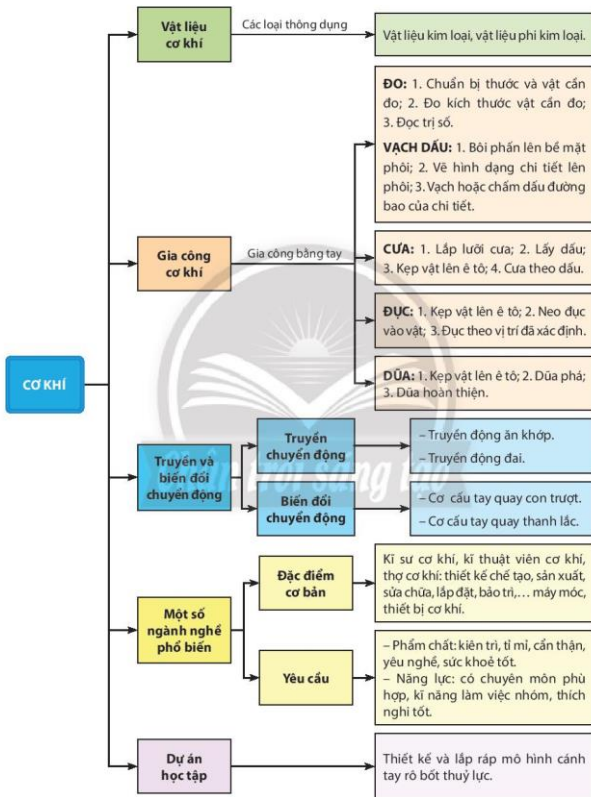 Vật liệu
cơ khí
Các loại thông dụng
Vật liệu kim loại, vật liệu phi kim loại.
ĐO: 1. Chuẩn bị thước và vật cần
đo; 2. Đo kích thước vật cần đo;
3. Đọc trị số.
VẠCH DẤU: 1. Bôi phấn lên bề mặt
phôi; 2. Vẽ hình dạng chi tiết lên
phôi; 3. Vạch hoặc chấm dấu đường
bao của chi tiết.
Gia công
cơ khí
Gia công bằng tay
CƯA: 1. Lắp lưỡi cưa; 2. Lấy dấu;
3. Kẹp vật lên ê tô; 4. Cưa theo dấu.
ĐỤC: 1. Kẹp vật lên ê tô; 2. Neo đục
vào vật; 3. Đục theo vị trí đã xác định.
DŨA: 1. Kẹp vật lên ê tô; 2. Dũa phá;
3. Dũa hoàn thiện.
CƠ KHÍ
Truyền và
biến đổi
chuyển động
Truyền
chuyển động
– Truyền động ăn khớp.
– Truyền động đai.
Biến đổi
chuyển động
– Cơ cấu tay quay con trượt.
– Cơ cấu tay quay thanh lắc.
Chân trời sáng tạo
Một số
ngành nghề
phổ biến
Đặc điểm
cơ bản
Kĩ sư cơ khí, kĩ thuật viên cơ khí,
thợ cơ khí: thiết kế chế tạo, sản xuất,
sửa chữa, lắp đặt, bảo trì,... máy móc,
thiết bị cơ khí.
Yêu cầu
– Phẩm chất: kiên trì, tỉ mỉ, cẩn thận,
yêu nghề, sức khoẻ tốt.
– Năng lực: có chuyên môn phù
hợp, kĩ năng làm việc nhóm, thích
nghi tốt.
Dự án
học tập
Thiết kế và lắp ráp mô hình cánh
tay rô bốt thuỷ lực.